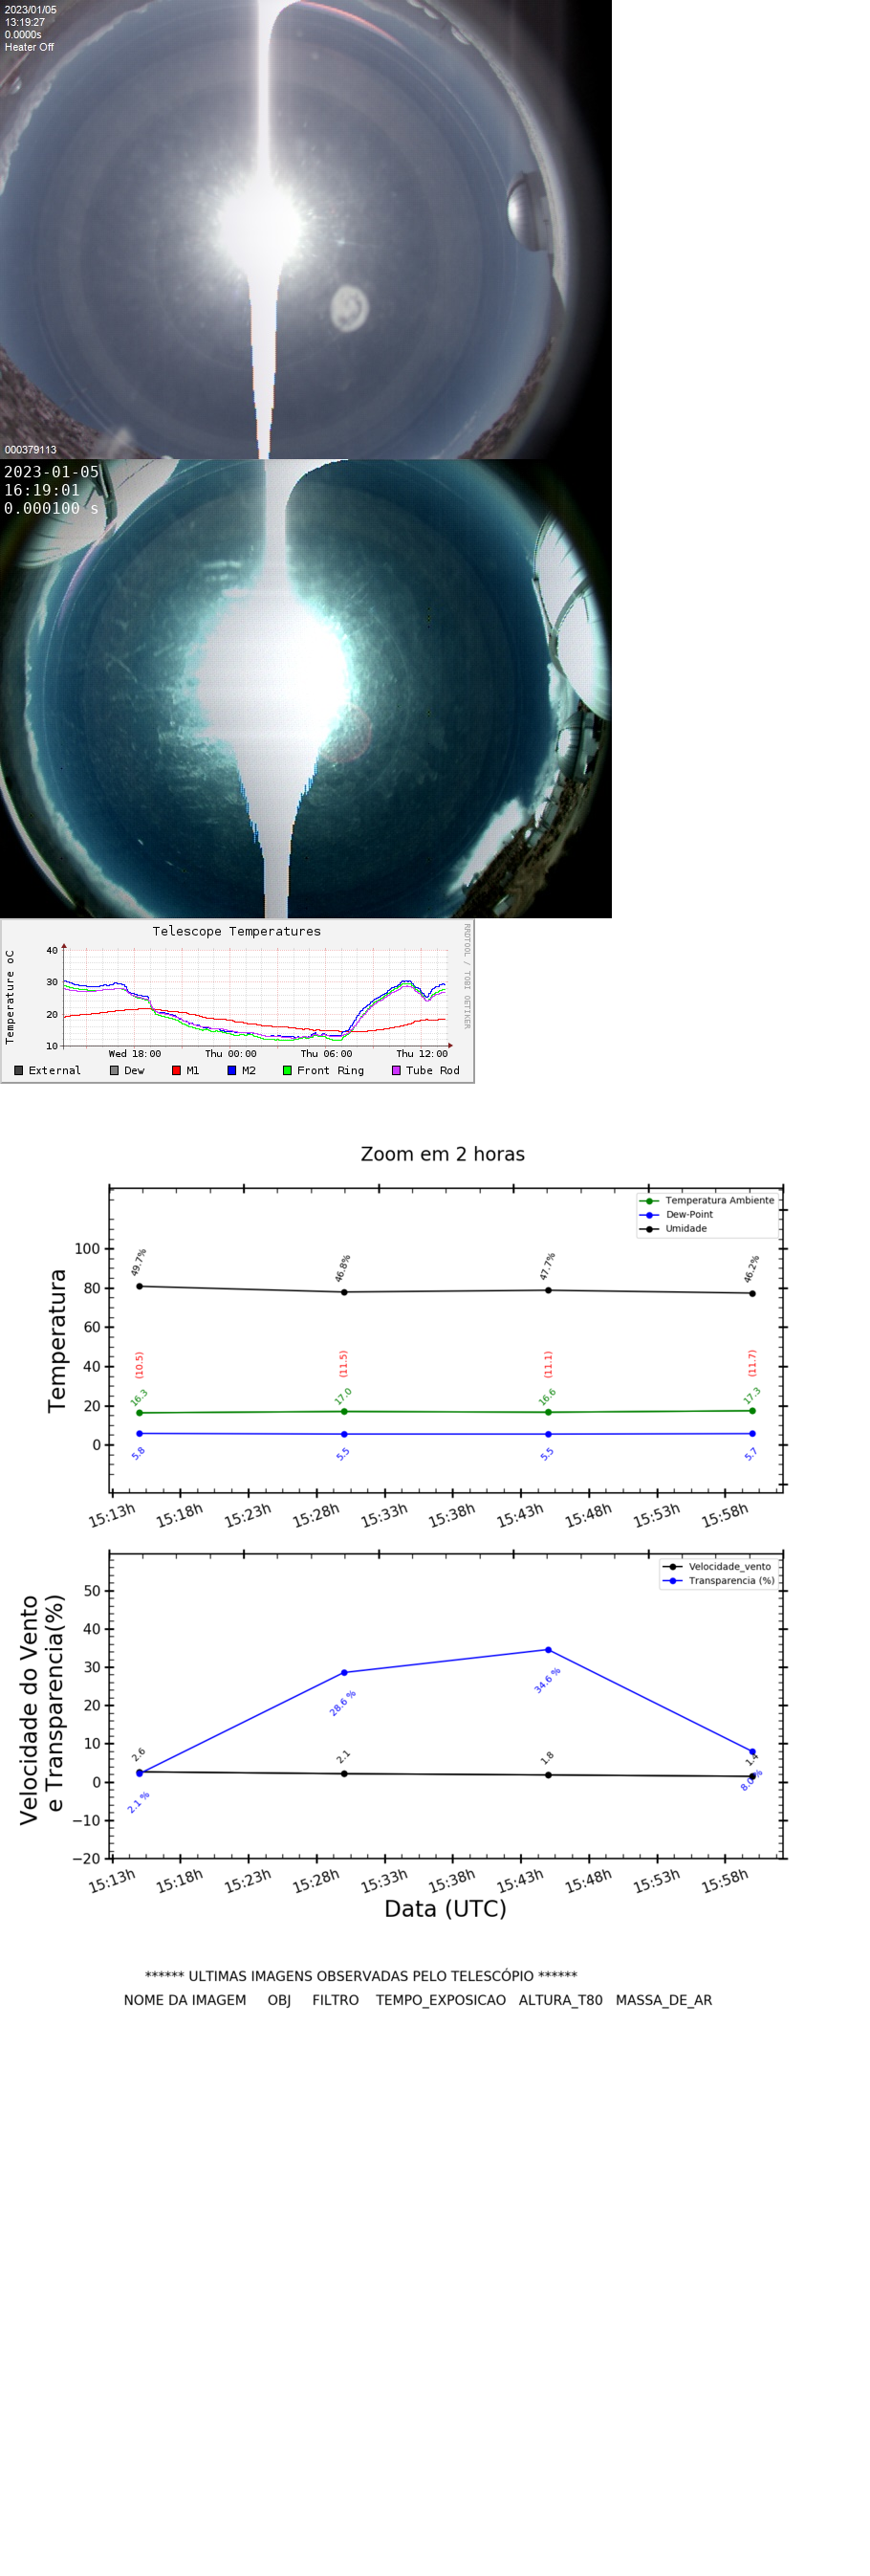 2023/01/05
13:19:27
0.0000s
Heater Off
000379113
2023-01-05
16:19:01
0.000100 s
Telescope Temperatures
RRDTOOL / TOBI OETIKER
Temperature oC
40
30
20
10
Wed 18:00 Thu 00:00 Thu 06:00 Thu 12:00
External Dew M1 M2 Front Ring Tube Rod
Zoom em 2 horas
Temperatura Ambiente
Dew-Point
Umidade
Temperatura
100
80
60
40
20
0
49.7% 46.8% 47.7% 46.2%
(10.5) (11.5) (11.1) (11.7)
16.3 17.0 16.6 17.3
5.8 5.5 5.5 5.7
15:13h 15:18h 15:23h 15:28h 15:33h 15:38h 15:43h 15:48h 15:53h 15:58h
Velocidade_vento
Transparencia (%)
Velocidade do Vento
e Transparencia(%)
50
40
30
20
10
0
−10
−20
2.6 2.1 1.8 1.4
2.1 % 28.6 % 34.6 % 8.0 %
15:13h 15:18h 15:23h 15:28h 15:33h 15:38h 15:43h 15:48h 15:53h 15:58h
Data (UTC)
****** ULTIMAS IMAGENS OBSERVADAS PELO TELESCÓPIO ******
NOME DA IMAGEM OBJ FILTRO TEMPO_EXPOSICAO ALTURA_T80 MASSA_DE_AR